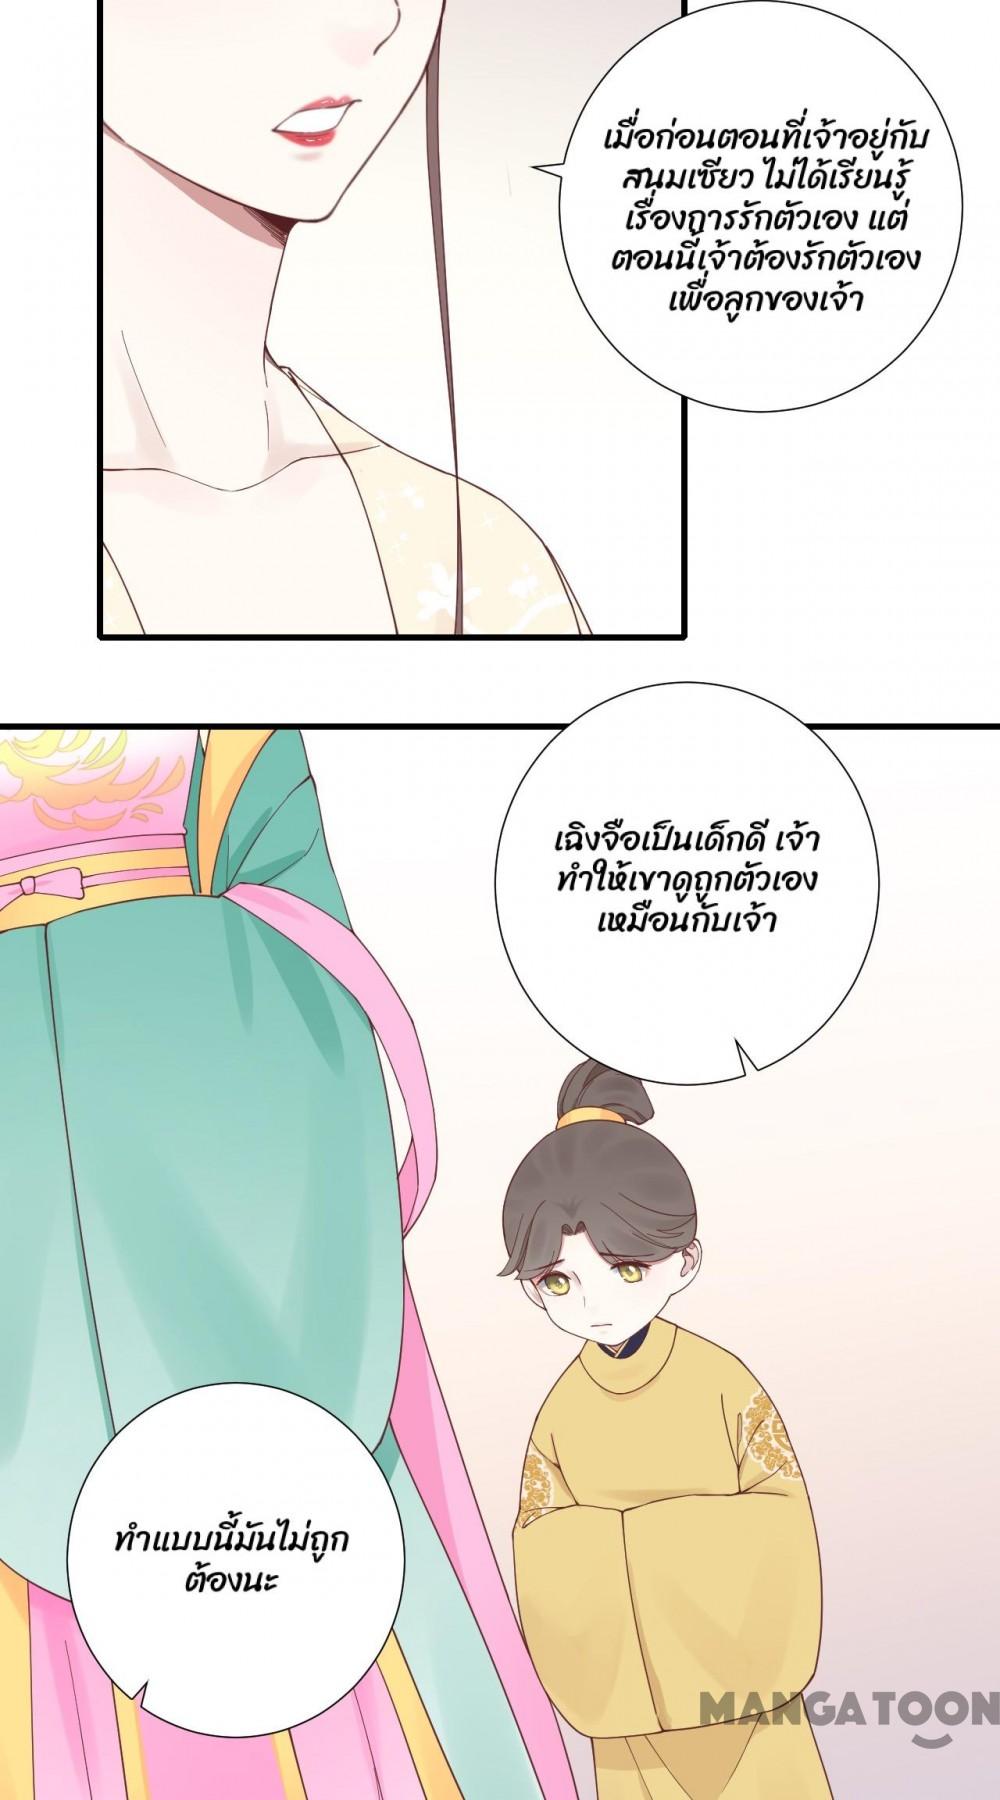 เมื่อก่อนตอนที่เจ้าอยู่กับ
สนมเซียว ไม่ได้เรียนรู้
เรื่องการรักตัวเอง แต่
ตอนนี้เจ้าต้องรักตัวเอง
เพื่อลูกของเจ้า
เฉิงจือเป็นเด็กดี เจ้า
ทำให้เขาดูถูกตัวเอง
เหมือนกับเจ้า
ทำแบบนี้มันไม่ถูก
ต้องนะ
MANGATOON